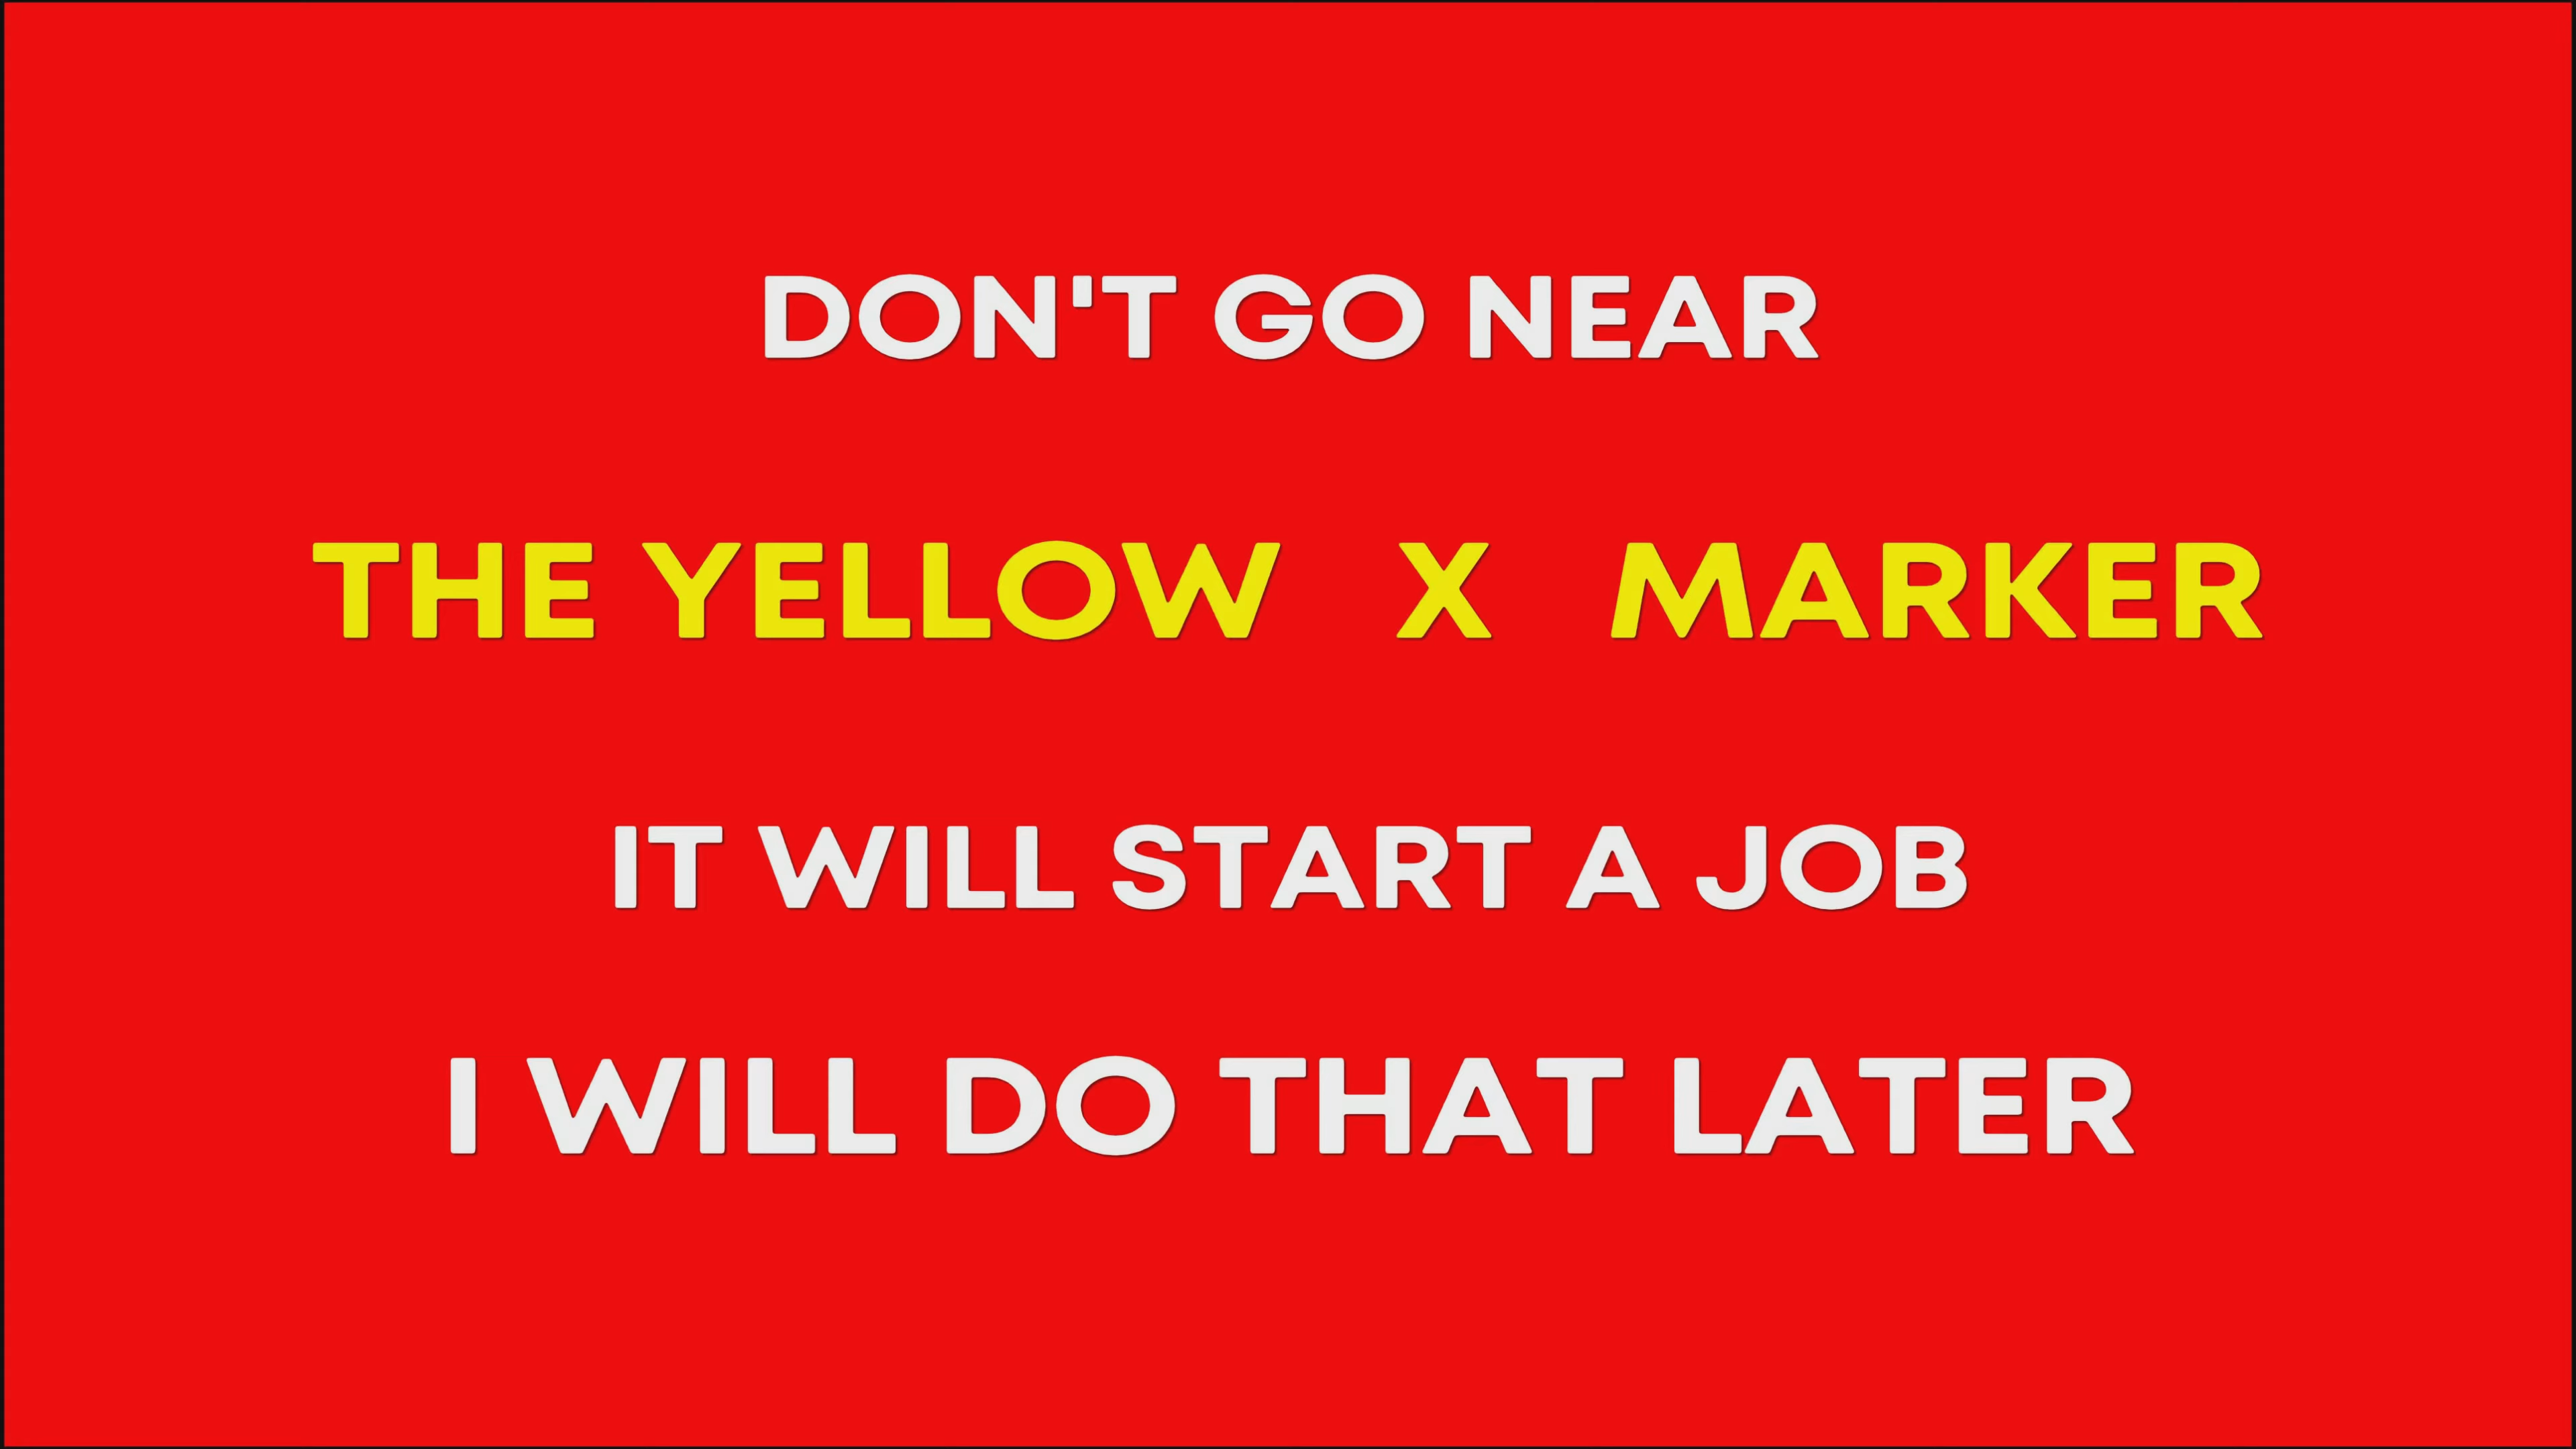 DON'T GO NEAR
THE YELLOW X MARKER
IT WILL START A JOB
I WILL DO THAT LATER